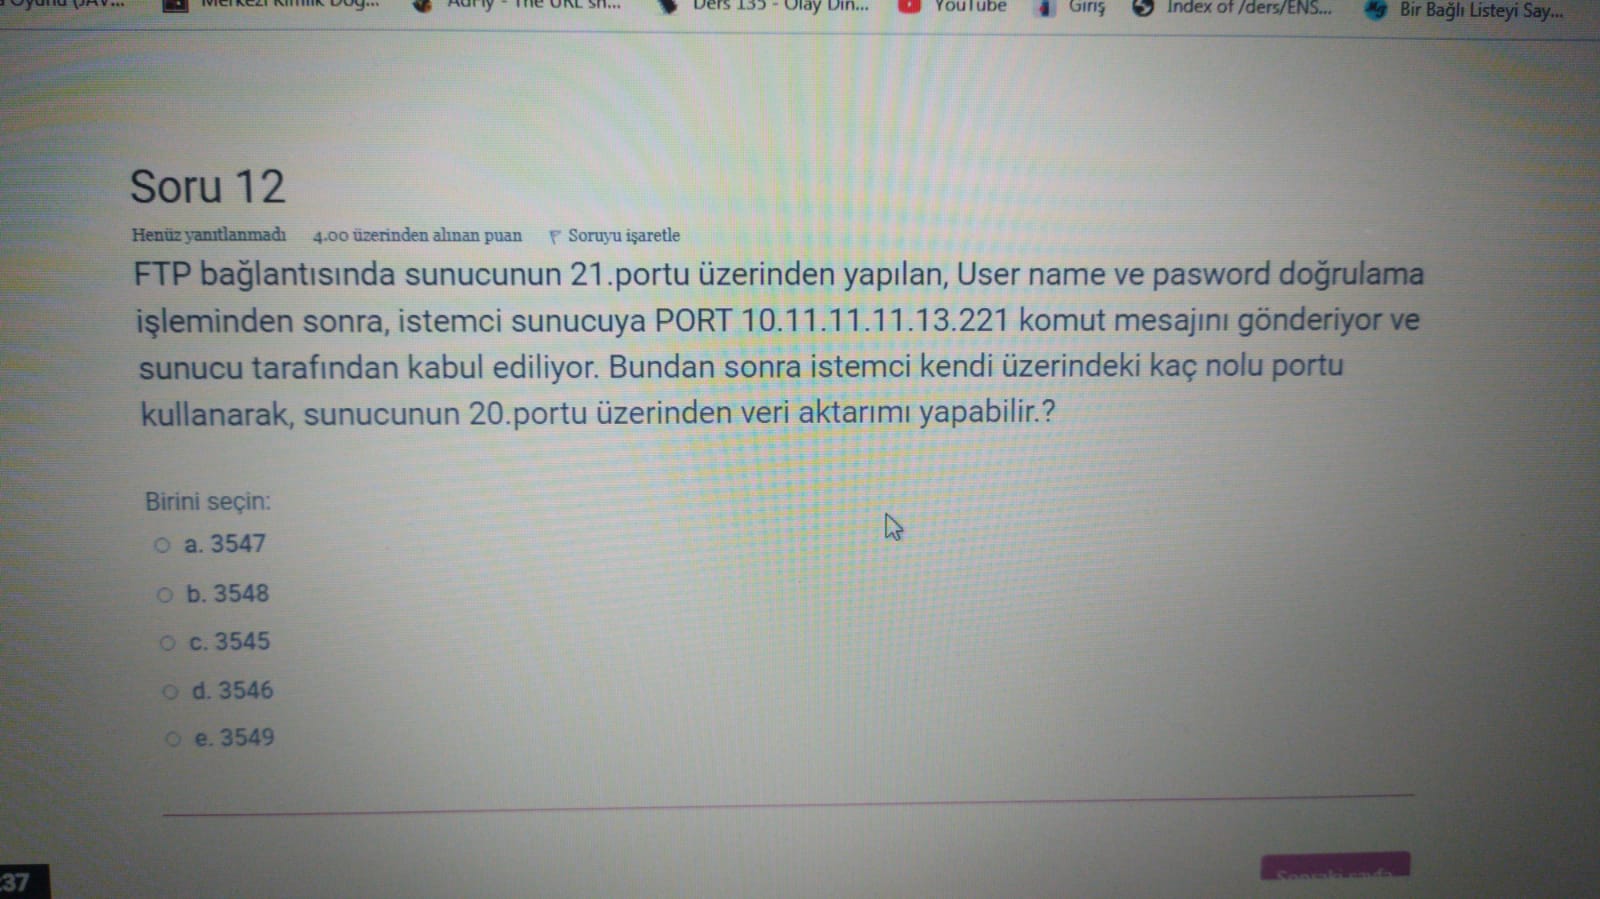 Merkezi Kimlik Doğ...
AdFly - The URL sh...
Ders 135 - Olay Din...
YouTube
Giriş
Index of /ders/ENS...
Bir Bağlı Listeyi Say...
Soru 12
Henüz yanıtlanmadı 4.00 üzerinden alınan puan Soruyu işaretle
FTP bağlantısında sunucunun 21.portu üzerinden yapılan, User name ve pasword doğrulama
işleminden sonra, istemci sunucuya PORT 10.11.11.11.13.221 komut mesajını gönderiyor ve
sunucu tarafından kabul ediliyor. Bundan sonra istemci kendi üzerindeki kaç nolu portu
kullanarak, sunucunun 20.portu üzerinden veri aktarımı yapabilir.?
Birini seçin:
a. 3547
b. 3548
c. 3545
d. 3546
e. 3549
Sonraki sayfa
:37